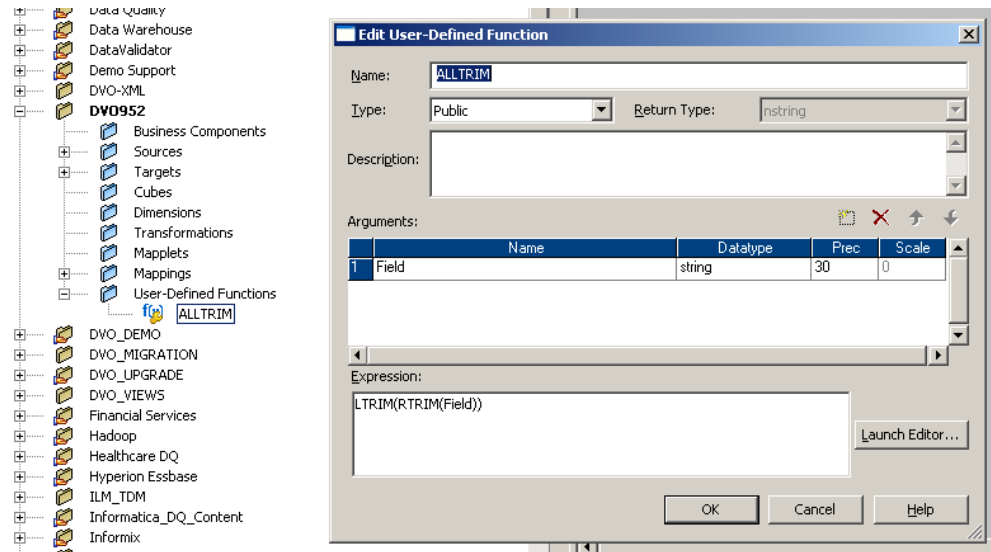 Data Quality
Data Warehouse
DataValidator
Demo Support
DVO-XML
DVO952
Business Components
Sources
Targets
Cubes
Dimensions
Transformations
Mapplets
Mappings
User-Defined Functions
f(x) ALLTRIM
DVO_DEMO
DVO_MIGRATION
DVO_UPGRADE
DVO_VIEWS
Financial Services
Hadoop
Healthcare DQ
Hyperion Essbase
ILM_TDM
Informatica_DQ_Content
Informix
Edit User-Defined Function
Name: ALLTRIM
Type: Public Return Type: nstring
Description:
Arguments:
Name Datatype Prec Scale
1 Field string 30 0
Expression:
LTRIM(RTRIM(Field))
Launch Editor...
OK Cancel Help